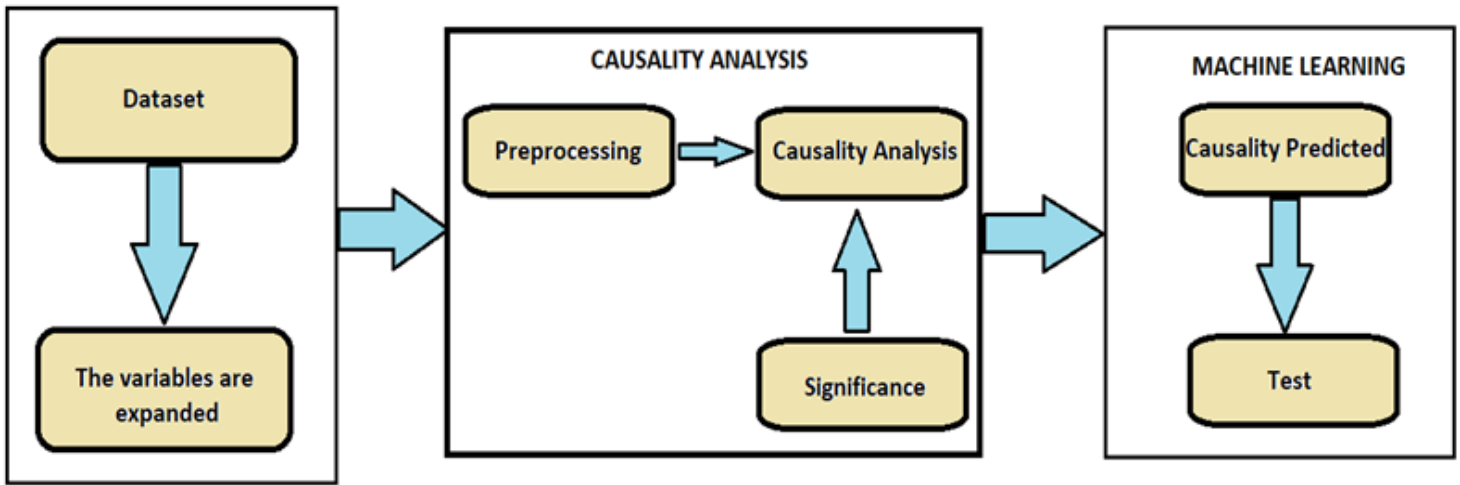 Dataset
The variables are
expanded
CAUSALITY ANALYSIS
Preprocessing
Causality Analysis
Significance
MACHINE LEARNING
Causality Predicted
Test